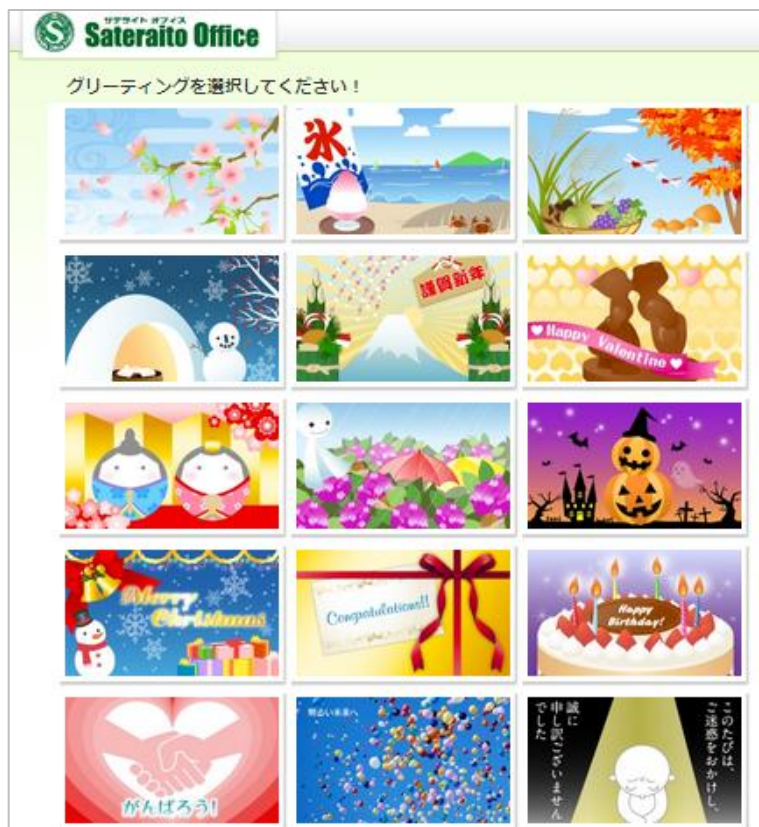 サテライト オフィス
Sateraito Office
グリーティングを選択してください！
氷
謹賀新年
Happy Valentine
Merry
Christmas
Congratulations!!
Happy
Birthday!
がんばろう!
明るい未来へ
このたびは、
ご迷惑をおかけし、
誠に
申し訳ございません
でした